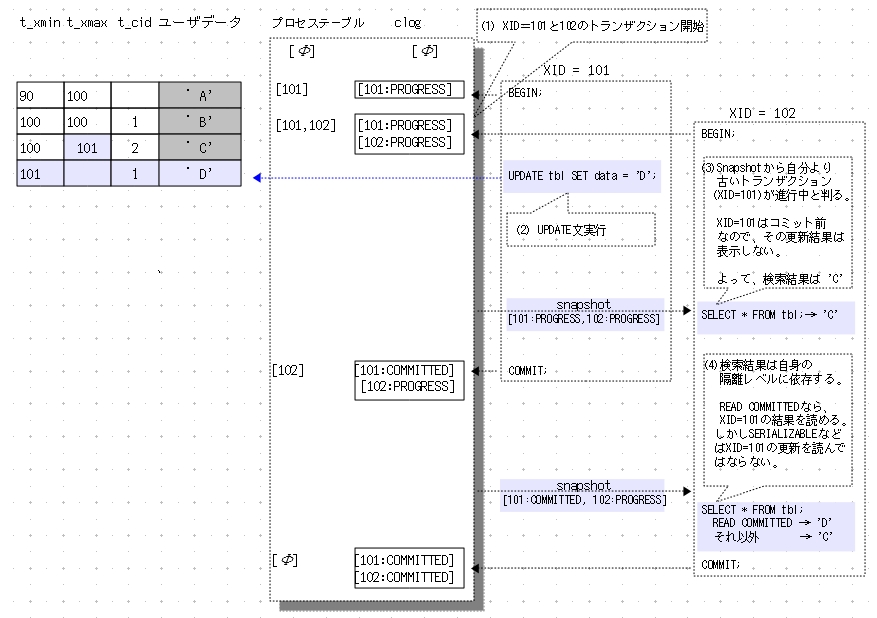 t_xmin t_xmax t_cid ユーザデータ
90 100 'A'
100 100 1 'B'
100 101 2 'C'
101 1 'D'
プロセステーブル clog
[Φ] [Φ]
[101] [101:PROGRESS]
[101,102] [101:PROGRESS]
[102:PROGRESS]
[102] [101:COMMITTED]
[102:PROGRESS]
[Φ] [101:COMMITTED]
[102:COMMITTED]
(1) XID=101と102のトランザクション開始
XID = 101
BEGIN;
UPDATE tbl SET data = 'D';
(2) UPDATE文実行
snapshot
[101:PROGRESS,102:PROGRESS]
COMMIT;
snapshot
[101:COMMITTED, 102:PROGRESS]
XID = 102
BEGIN;
(3)Snapshotから自分より
古いトランザクション
(XID=101)が進行中と判る。
XID=101はコミット前
なので、その更新結果は
表示しない。
よって、検索結果は 'C'
SELECT * FROM tbl;→ 'C'
(4)検索結果は自身の
隔離レベルに依存する。
READ COMMITTEDなら、
XID=101の結果を読める。
しかしSERIALIZABLEなど
はXID=101の更新を読んで
はならない。
SELECT * FROM tbl;
READ COMMITTED → 'D'
それ以外 → 'C'
COMMIT;